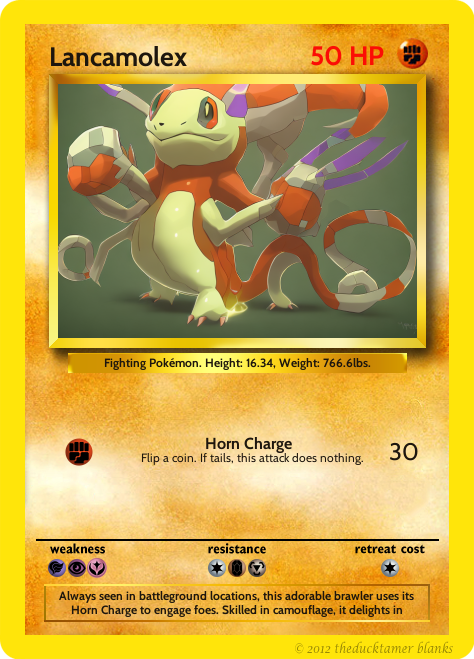 Lancamolex 50 HP
Fighting Pokémon. Height: 16.34, Weight: 766.6lbs.
Horn Charge
Flip a coin. If tails, this attack does nothing.
30
weakness resistance retreat cost
Always seen in battleground locations, this adorable brawler uses its
Horn Charge to engage foes. Skilled in camouflage, it delights in
© 2012 theducktamer blanks